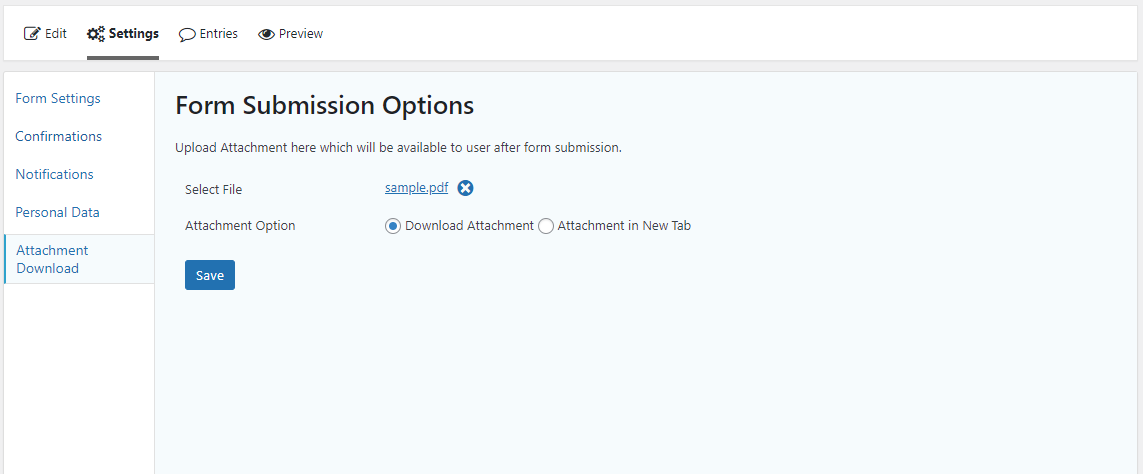 Edit Settings Entries Preview
Form Settings
Confirmations
Notifications
Personal Data
Attachment
Download
Form Submission Options
Upload Attachment here which will be available to user after form submission.
Select File sample.pdf
Attachment Option Download Attachment Attachment in New Tab
Save